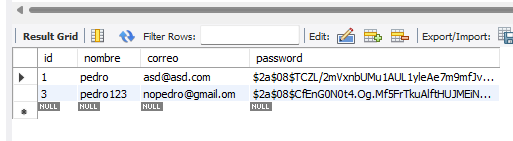 Result Grid Filter Rows: Edit: Export/Import:
id nombre correo password
1 pedro asd@asd.com $2a$08$TCZL/2mVxnbUMu1AUL1yleAe7m9mfJv...
3 pedro123 nopedro@gmail.om $2a$08$CfEnG0N0t4.Og.Mf5FrTkuAlftHUJMEiN...
NULL NULL NULL NULL